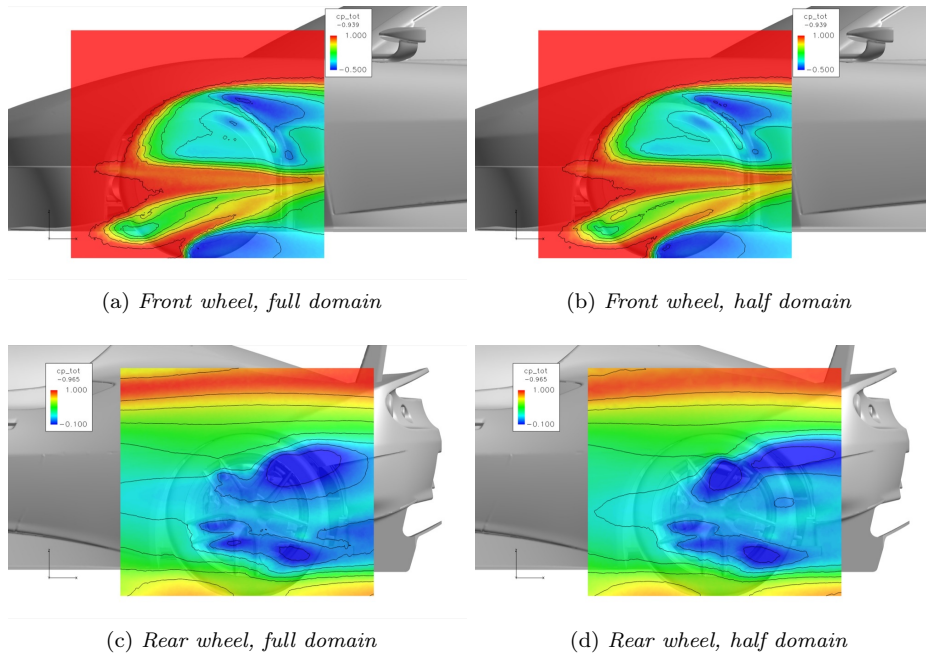 cp_tot
-0.939
1.000
-0.500
cp_tot
-0.939
1.000
-0.500
(a) Front wheel, full domain
(b) Front wheel, half domain
cp_tot
-0.965
1.000
-0.100
cp_tot
-0.965
1.000
-0.100
(c) Rear wheel, full domain
(d) Rear wheel, half domain